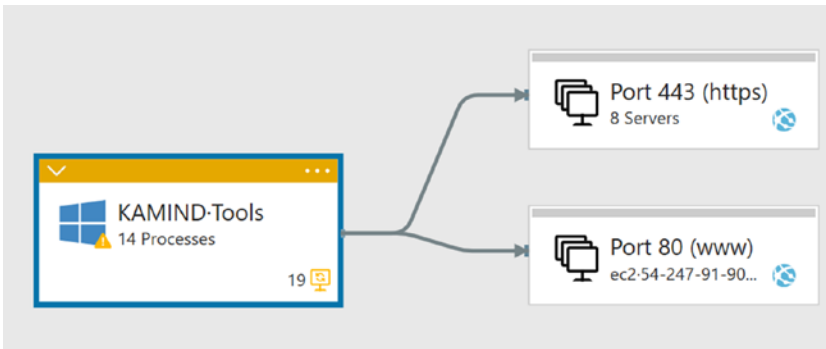 KAMIND·Tools
14 Processes
19
Port 443 (https)
8 Servers
Port 80 (www)
ec2·54-247-91-90...